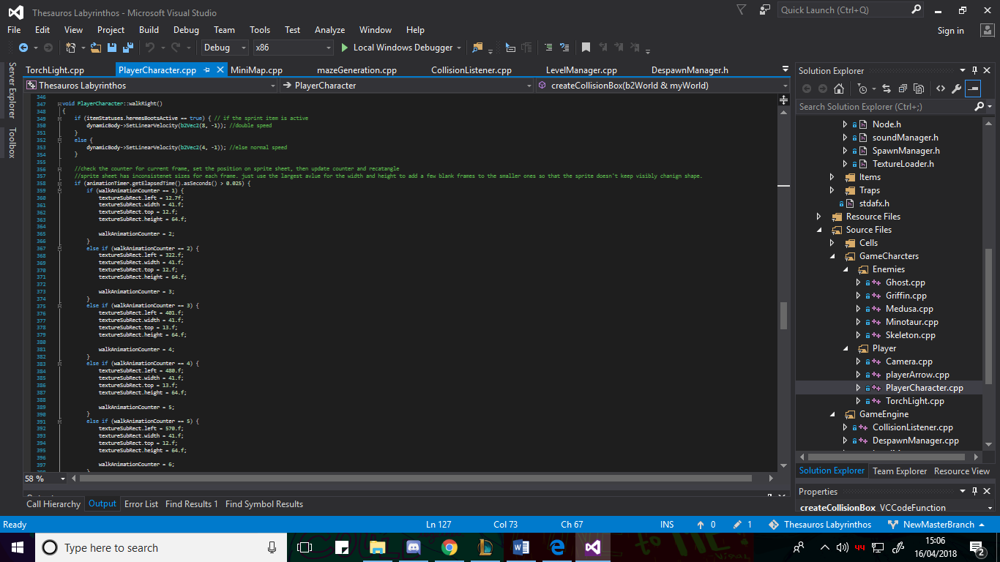 Thesauros Labyrinthos - Microsoft Visual Studio
Quick Launch (Ctrl+Q)
File Edit View Project Build Debug Team Tools Test Analyze Window Help
Sign in
Debug x86 Local Windows Debugger
Server Explorer
Toolbox
TorchLight.cpp PlayerCharacter.cpp MiniMap.cpp mazeGeneration.cpp CollisionListener.cpp LevelManager.cpp DespawnManager.h
Thesauros Labyrinthos PlayerCharacter createCollisionBox(b2World & myWorld)
346
347 void PlayerCharacter::walkRight()
348 {
349 if (itemStatuses.hermesBootsActive == true) { // if the sprint item is active
350 dynamicBody->SetLinearVelocity(b2Vec2(8, -1)); //double speed
351 }
352 else {
353 dynamicBody->SetLinearVelocity(b2Vec2(4, -1)); //else normal speed
354 }
355
356 //check the counter for current frame, set the position on sprite sheet, then update counter and recatangle
357 //sprite sheet has inconsistenet sizes for each frame. just use the largest avlue for the width and height to add a few blank frames to the smaller ones so that the sprite doesn't keep visibly chanign shape.
358 if (animationTimer.getElapsedTime().asSeconds() > 0.025) {
359 if (walkAnimationCounter == 1) {
360 textureSubRect.left = 12.7f;
361 textureSubRect.width = 41.f;
362 textureSubRect.top = 12.f;
363 textureSubRect.height = 64.f;
364
365 walkAnimationCounter = 2;
366 }
367 else if (walkAnimationCounter == 2) {
368 textureSubRect.left = 322.f;
369 textureSubRect.width = 41.f;
370 textureSubRect.top = 12.f;
371 textureSubRect.height = 64.f;
372
373 walkAnimationCounter = 3;
374 }
375 else if (walkAnimationCounter == 3) {
376 textureSubRect.left = 401.f;
377 textureSubRect.width = 41.f;
378 textureSubRect.top = 13.f;
379 textureSubRect.height = 64.f;
380
381 walkAnimationCounter = 4;
382 }
383 else if (walkAnimationCounter == 4) {
384 textureSubRect.left = 480.f;
385 textureSubRect.width = 41.f;
386 textureSubRect.top = 13.f;
387 textureSubRect.height = 64.f;
388
389 walkAnimationCounter = 5;
390 }
391 else if (walkAnimationCounter == 5) {
392 textureSubRect.left = 570.f;
393 textureSubRect.width = 41.f;
394 textureSubRect.top = 12.f;
395 textureSubRect.height = 64.f;
396
397 walkAnimationCounter = 6;
58 %
Solution Explorer
Search Solution Explorer (Ctrl+;)
Node.h
soundManager.h
SpawnManager.h
TextureLoader.h
Items
Traps
stdafx.h
Resource Files
Source Files
Cells
GameCharcters
Enemies
Ghost.cpp
Griffin.cpp
Medusa.cpp
Minotaur.cpp
Skeleton.cpp
Player
Camera.cpp
playerArrow.cpp
PlayerCharacter.cpp
TorchLight.cpp
GameEngine
CollisionListener.cpp
DespawnManager.cpp
Solution Explorer Team Explorer Resource View
Properties
createCollisionBox VCCodeFunction
Call Hierarchy Output Error List Find Results 1 Find Symbol Results
Ready Ln 127 Col 73 Ch 67 INS 0 1 Thesauros Labyrinthos NewMasterBranch
Type here to search
44
15:06
16/04/2018
2